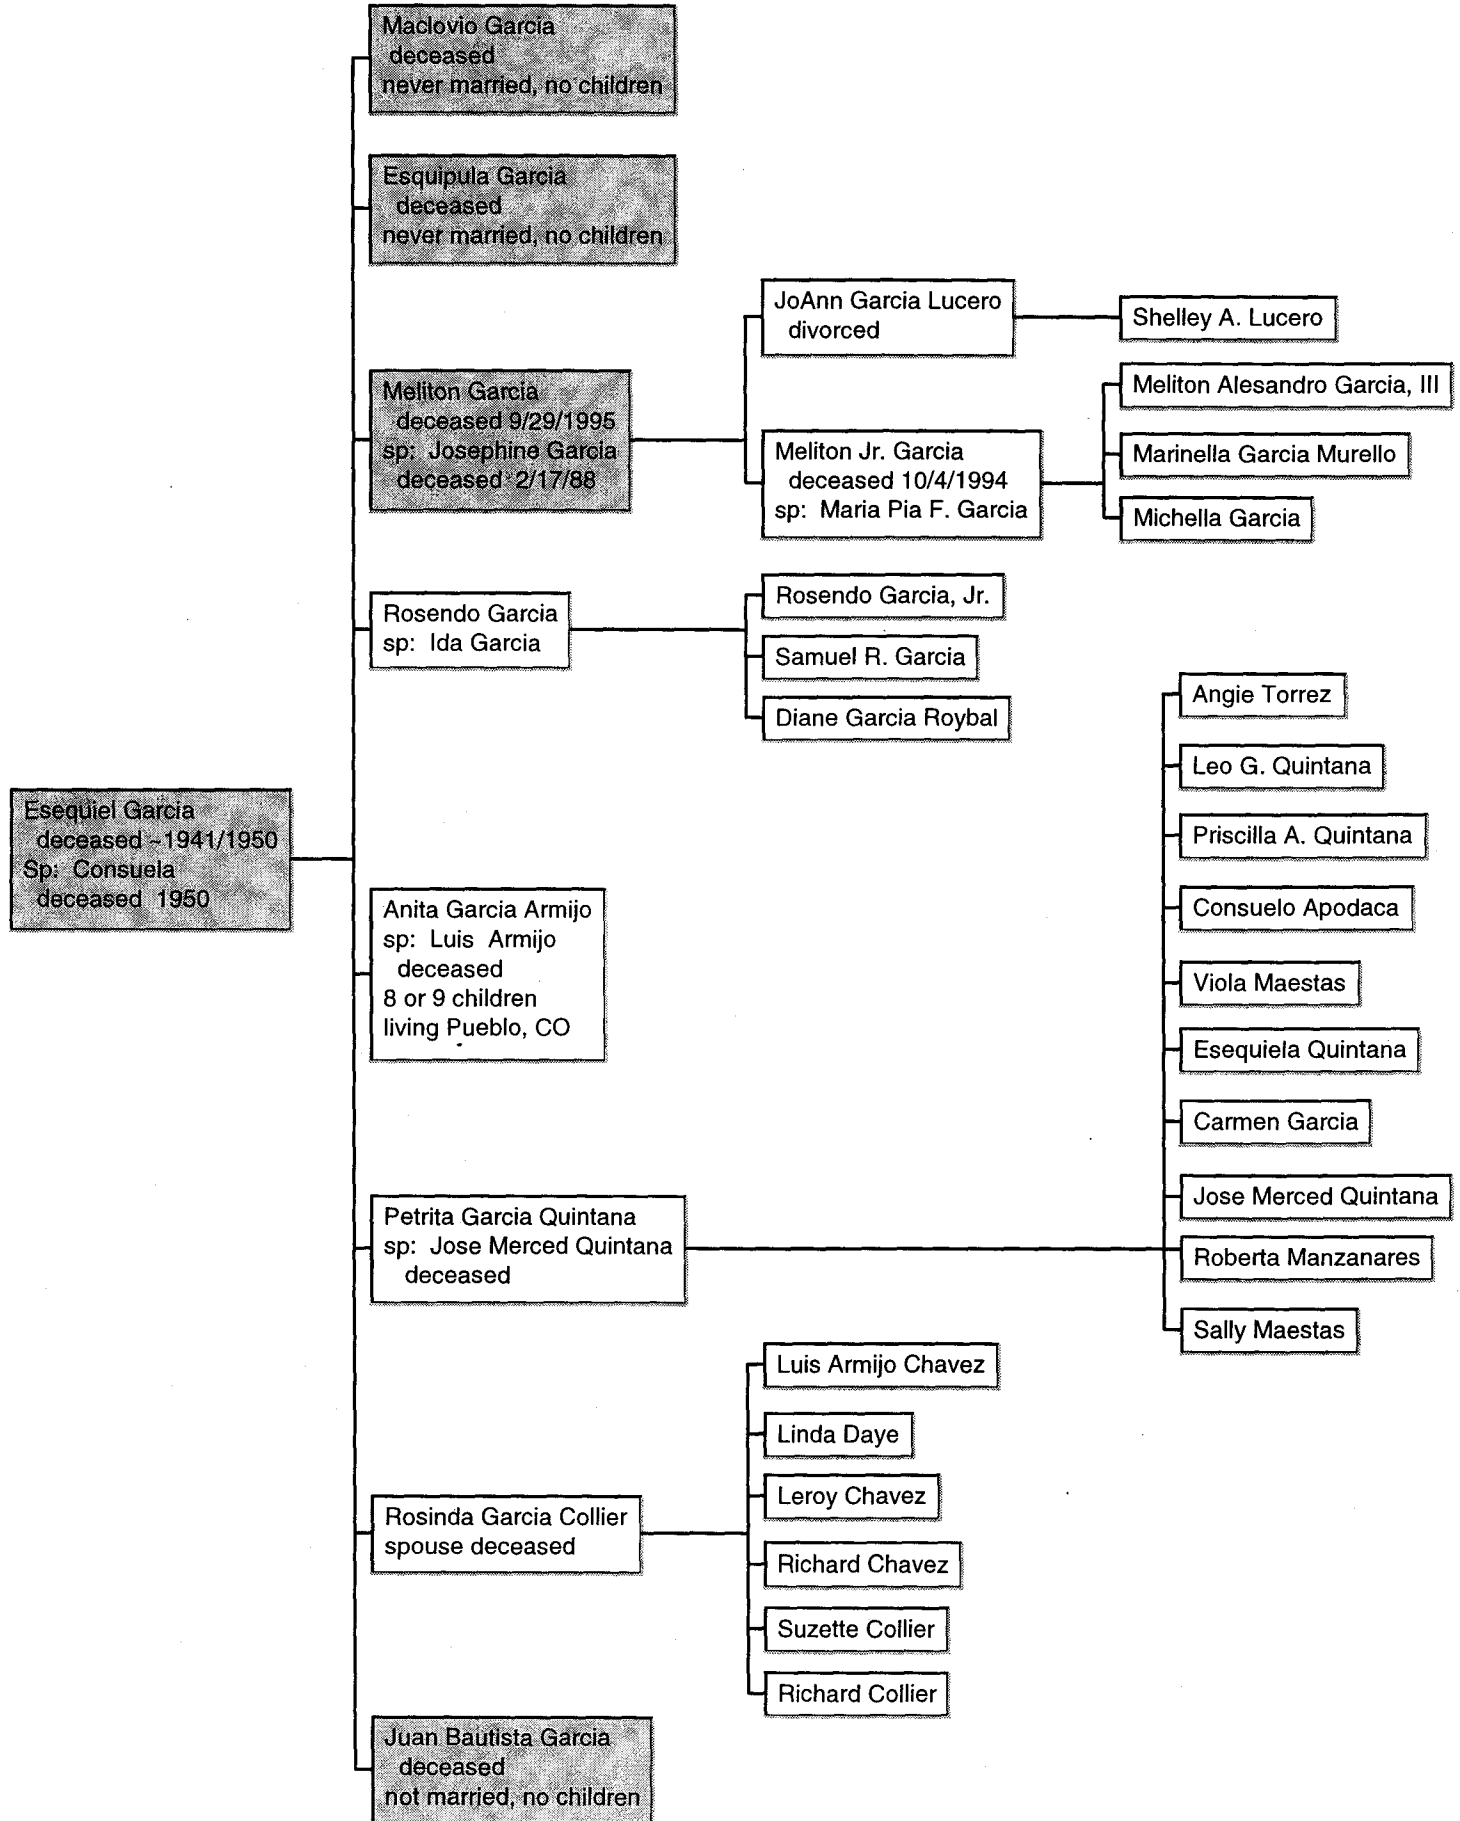 Maclovio Garcia
deceased
never married, no children
Esquipula Garcia
deceased
never married, no children
JoAnn Garcia Lucero
divorced
Shelley A. Lucero
Meliton Garcia
deceased 9/29/1995
sp: Josephine Garcia
deceased 2/17/88
Meliton Alesandro Garcia, III
Meliton Jr. Garcia
deceased 10/4/1994
sp: Maria Pia F. Garcia
Marinella Garcia Murello
Michella Garcia
Rosendo Garcia
sp: Ida Garcia
Rosendo Garcia, Jr.
Samuel R. Garcia
Diane Garcia Roybal
Esequiel Garcia
deceased ~1941/1950
Sp: Consuela
deceased 1950
Anita Garcia Armijo
sp: Luis Armijo
deceased
8 or 9 children
living Pueblo, CO
Angie Torrez
Leo G. Quintana
Priscilla A. Quintana
Consuelo Apodaca
Viola Maestas
Esequiela Quintana
Carmen Garcia
Jose Merced Quintana
Roberta Manzanares
Sally Maestas
Petrita Garcia Quintana
sp: Jose Merced Quintana
deceased
Luis Armijo Chavez
Linda Daye
Leroy Chavez
Richard Chavez
Suzette Collier
Richard Collier
Rosinda Garcia Collier
spouse deceased
Juan Bautista Garcia
deceased
not married, no children